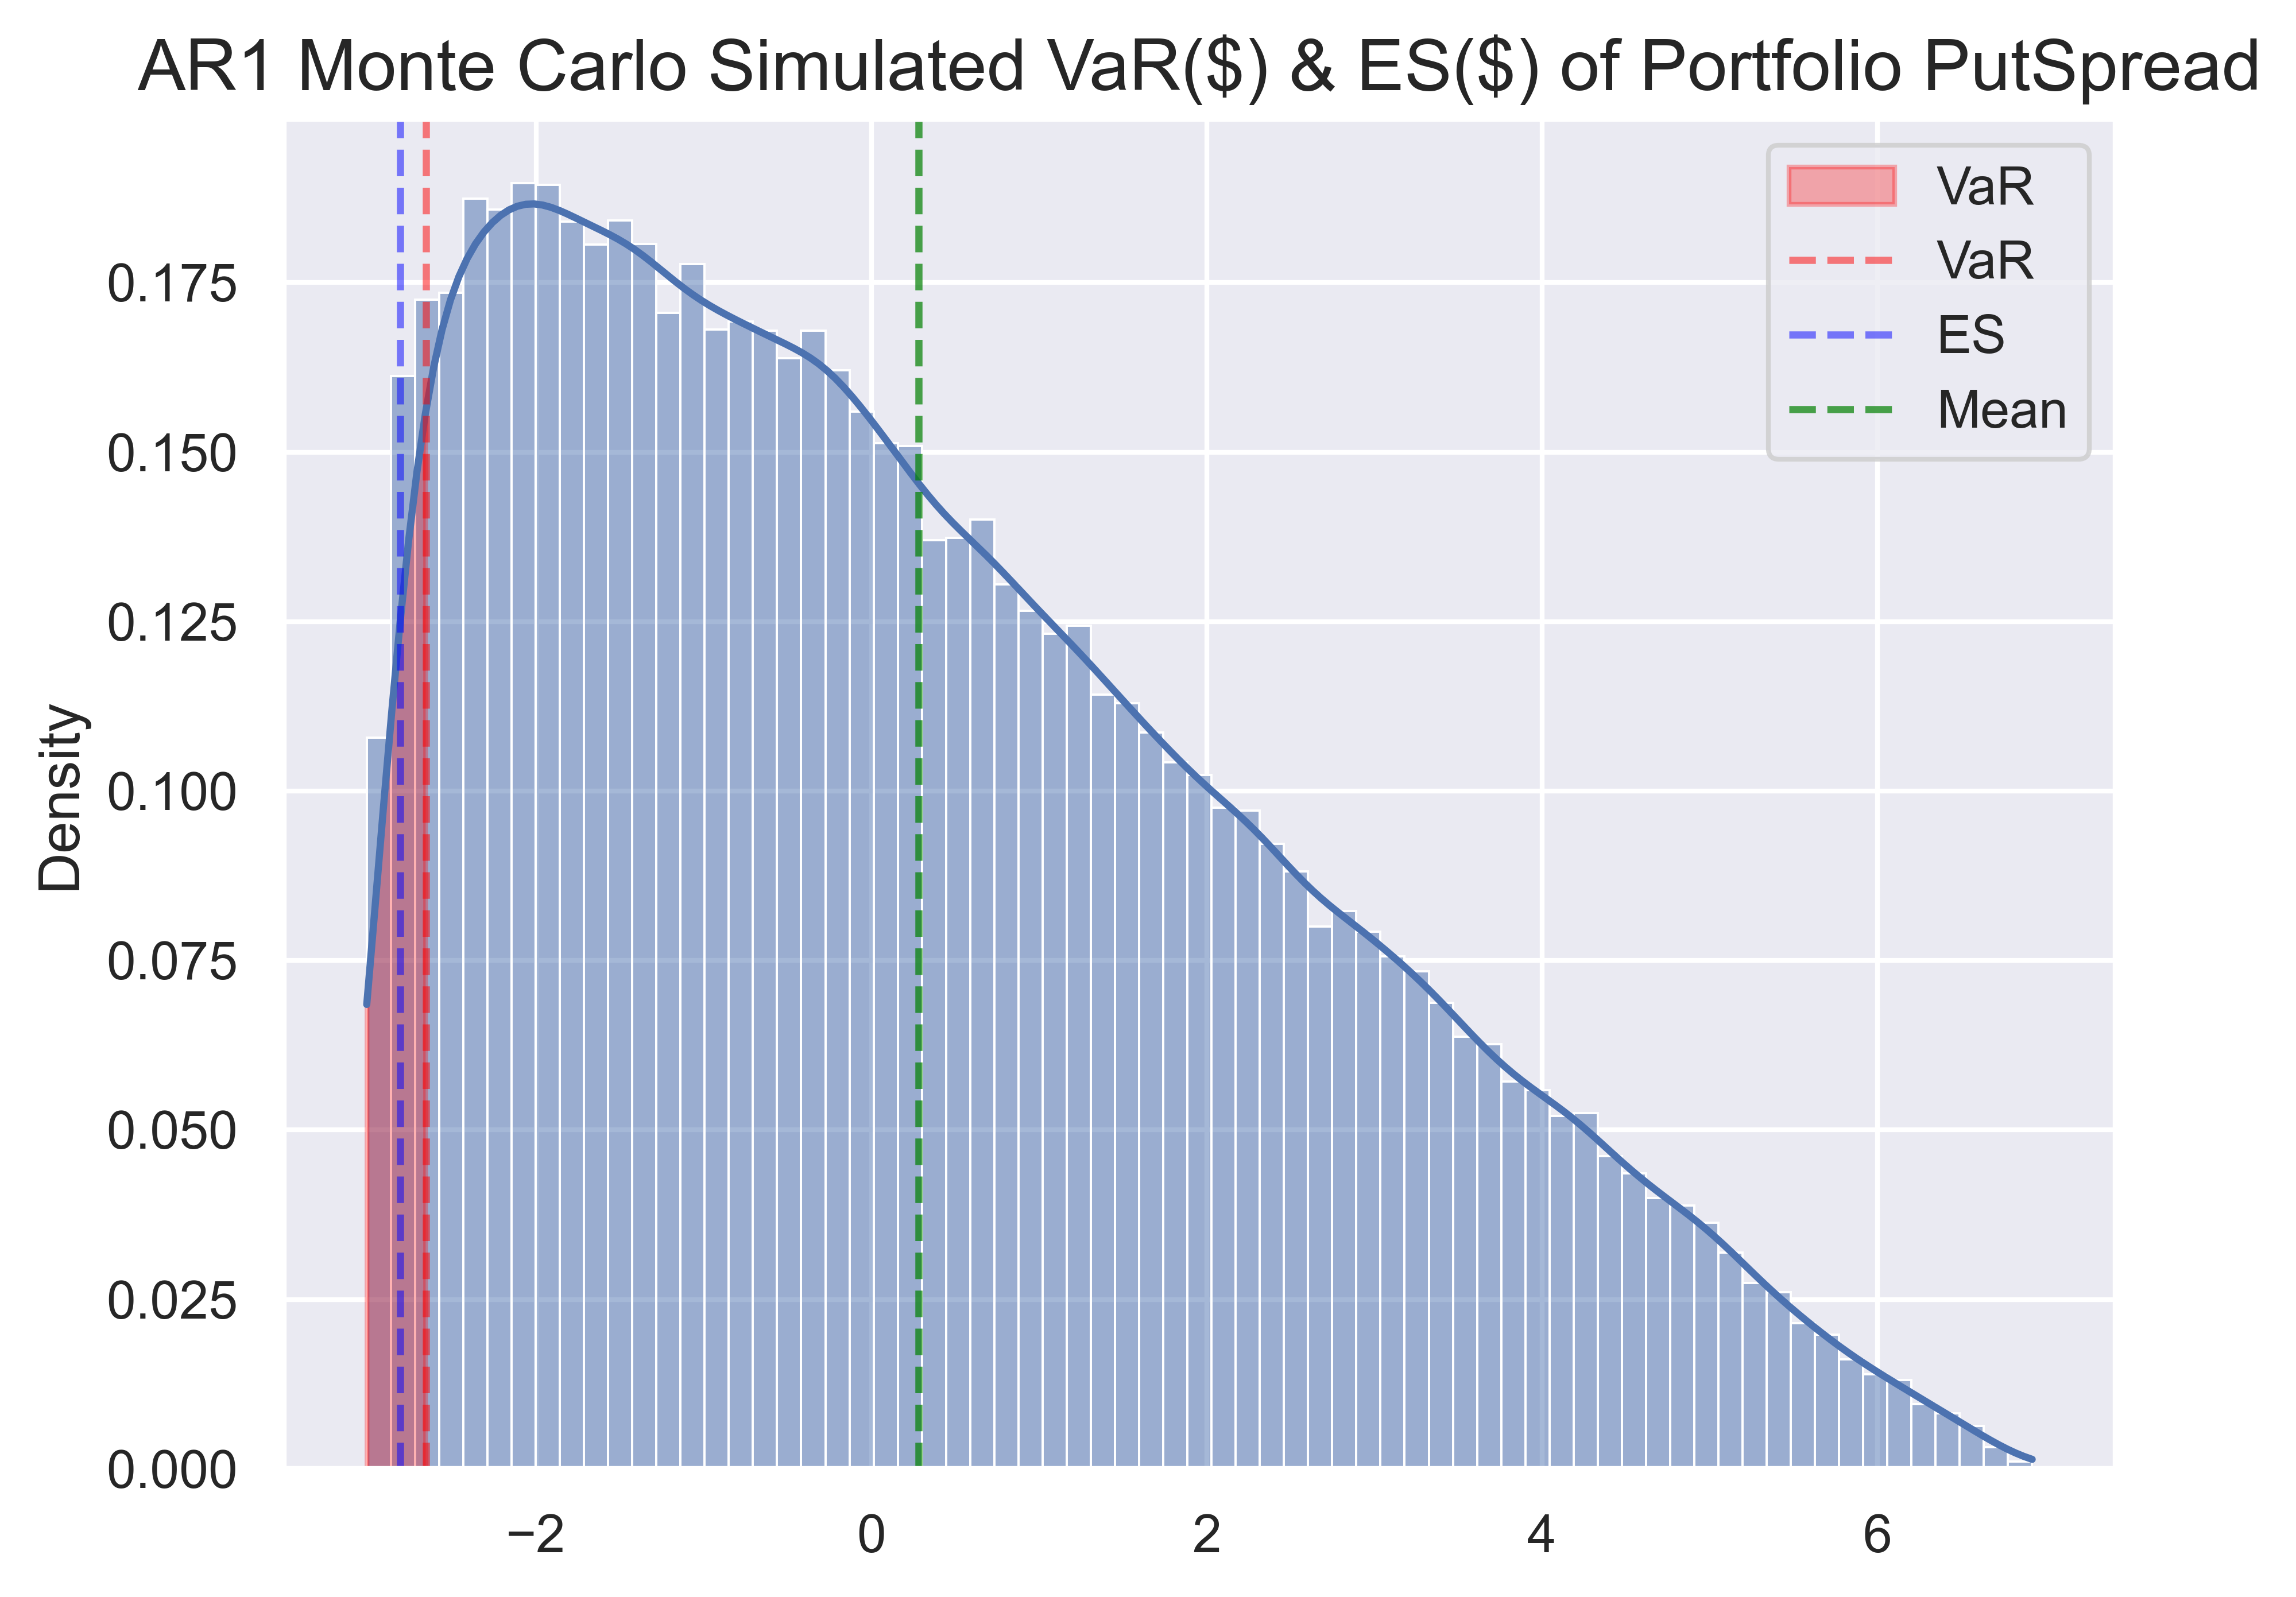 AR1 Monte Carlo Simulated VaR($) & ES($) of Portfolio PutSpread
VaR
VaR
ES
Mean
Density
0.175
0.150
0.125
0.100
0.075
0.050
0.025
0.000
−2
0
2
4
6